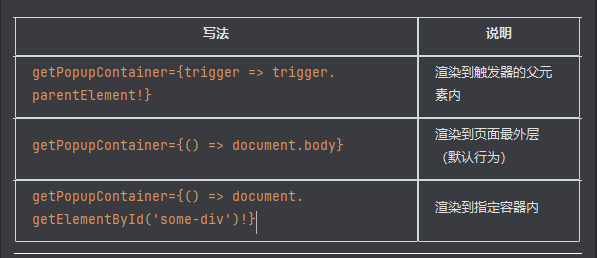 写法 说明
getPopupContainer={trigger => trigger.
parentElement!}
渲染到触发器的父元
素内
getPopupContainer={() => document.body}
渲染到页面最外层
（默认行为）
getPopupContainer={() => document.
getElementById('some-div')!}
渲染到指定容器内